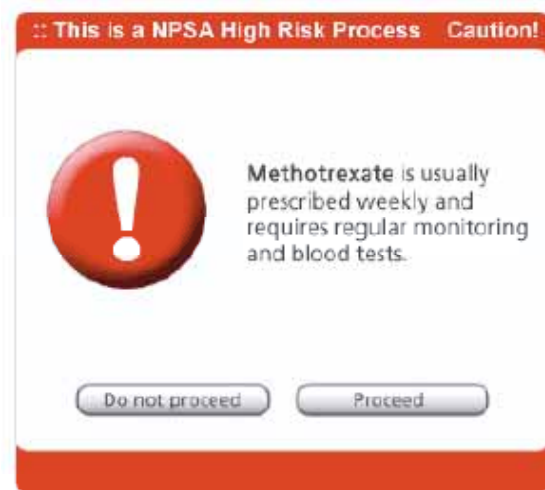 :: This is a NPSA High Risk Process Caution!
Methotrexate is usually
prescribed weekly and
requires regular monitoring
and blood tests.
Do not proceed Proceed